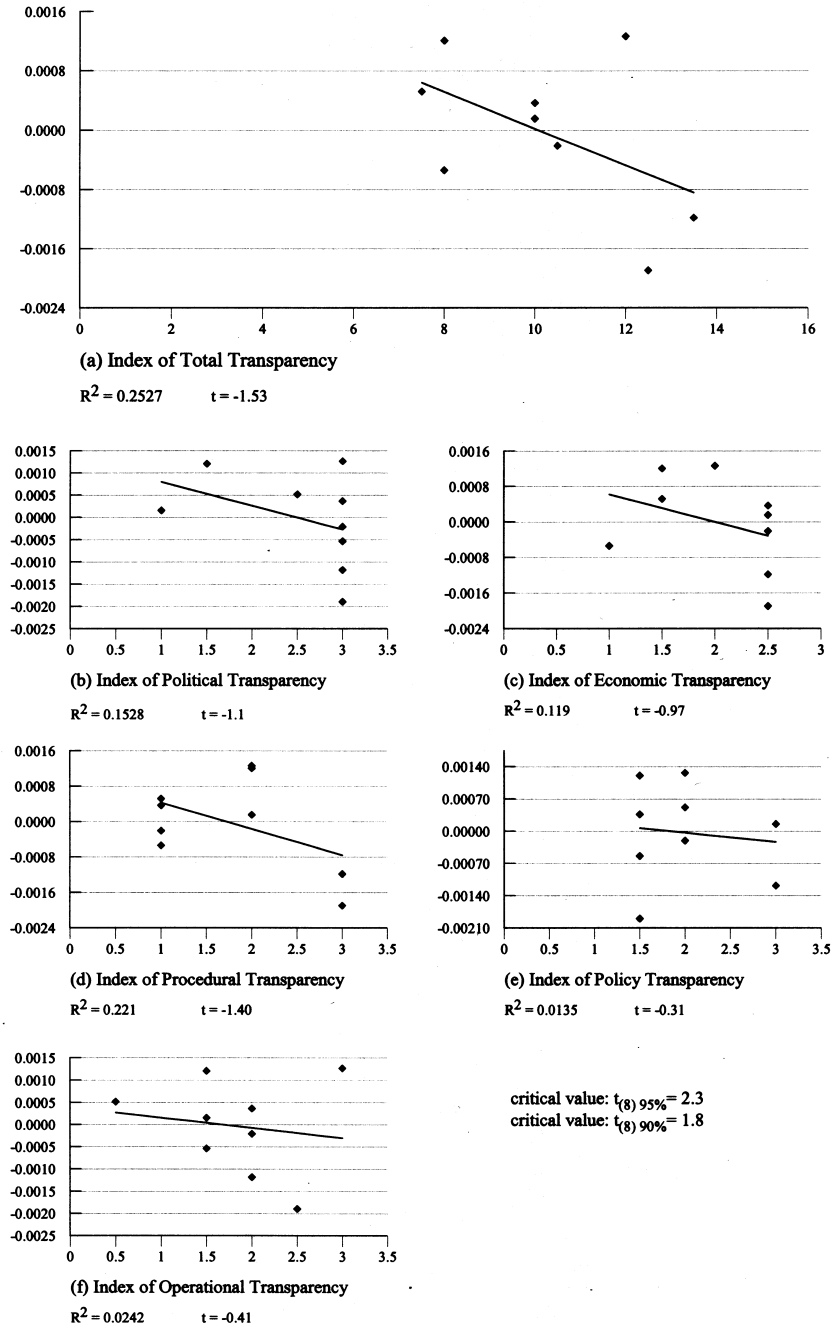 0.0016
0.0008
0.0000
-0.0008
-0.0016
-0.0024
0 2 4 6 8 10 12 14 16
(a) Index of Total Transparency
R2 = 0.2527 t = -1.53
0.0015
0.0010
0.0005
0.0000
-0.0005
-0.0010
-0.0015
-0.0020
-0.0025
0 0.5 1 1.5 2 2.5 3 3.5
(b) Index of Political Transparency
R2 = 0.1528 t = -1.1
0.0016
0.0008
0.0000
-0.0008
-0.0016
-0.0024
0 0.5 1 1.5 2 2.5 3
(c) Index of Economic Transparency
R2 = 0.119 t = -0.97
0.0016
0.0008
0.0000
-0.0008
-0.0016
-0.0024
0 0.5 1 1.5 2 2.5 3 3.5
(d) Index of Procedural Transparency
R2 = 0.221 t = -1.40
0.00140
0.00070
0.00000
-0.00070
-0.00140
-0.00210
0 0.5 1 1.5 2 2.5 3 3.5
(e) Index of Policy Transparency
R2 = 0.0135 t = -0.31
0.0015
0.0010
0.0005
0.0000
-0.0005
-0.0010
-0.0015
-0.0020
-0.0025
0 0.5 1 1.5 2 2.5 3 3.5
(f) Index of Operational Transparency
R2 = 0.0242 t = -0.41
critical value: t(8) 95%= 2.3
critical value: t(8) 90%= 1.8